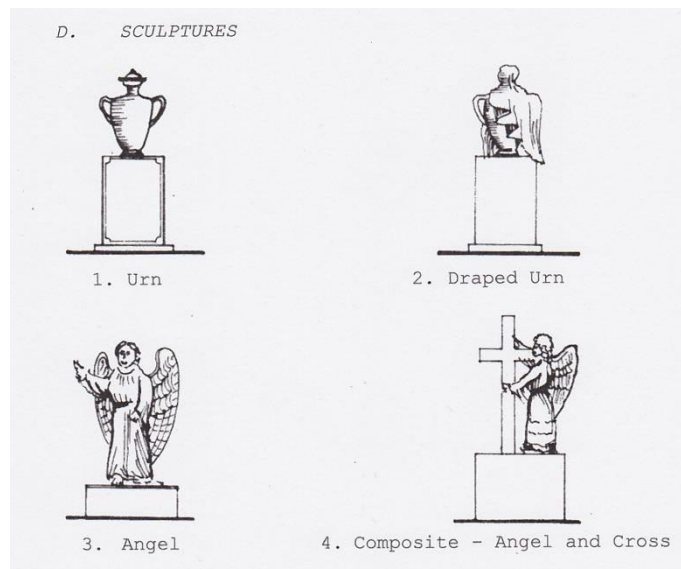 D. SCULPTURES
1. Urn
2. Draped Urn
3. Angel
4. Composite - Angel and Cross